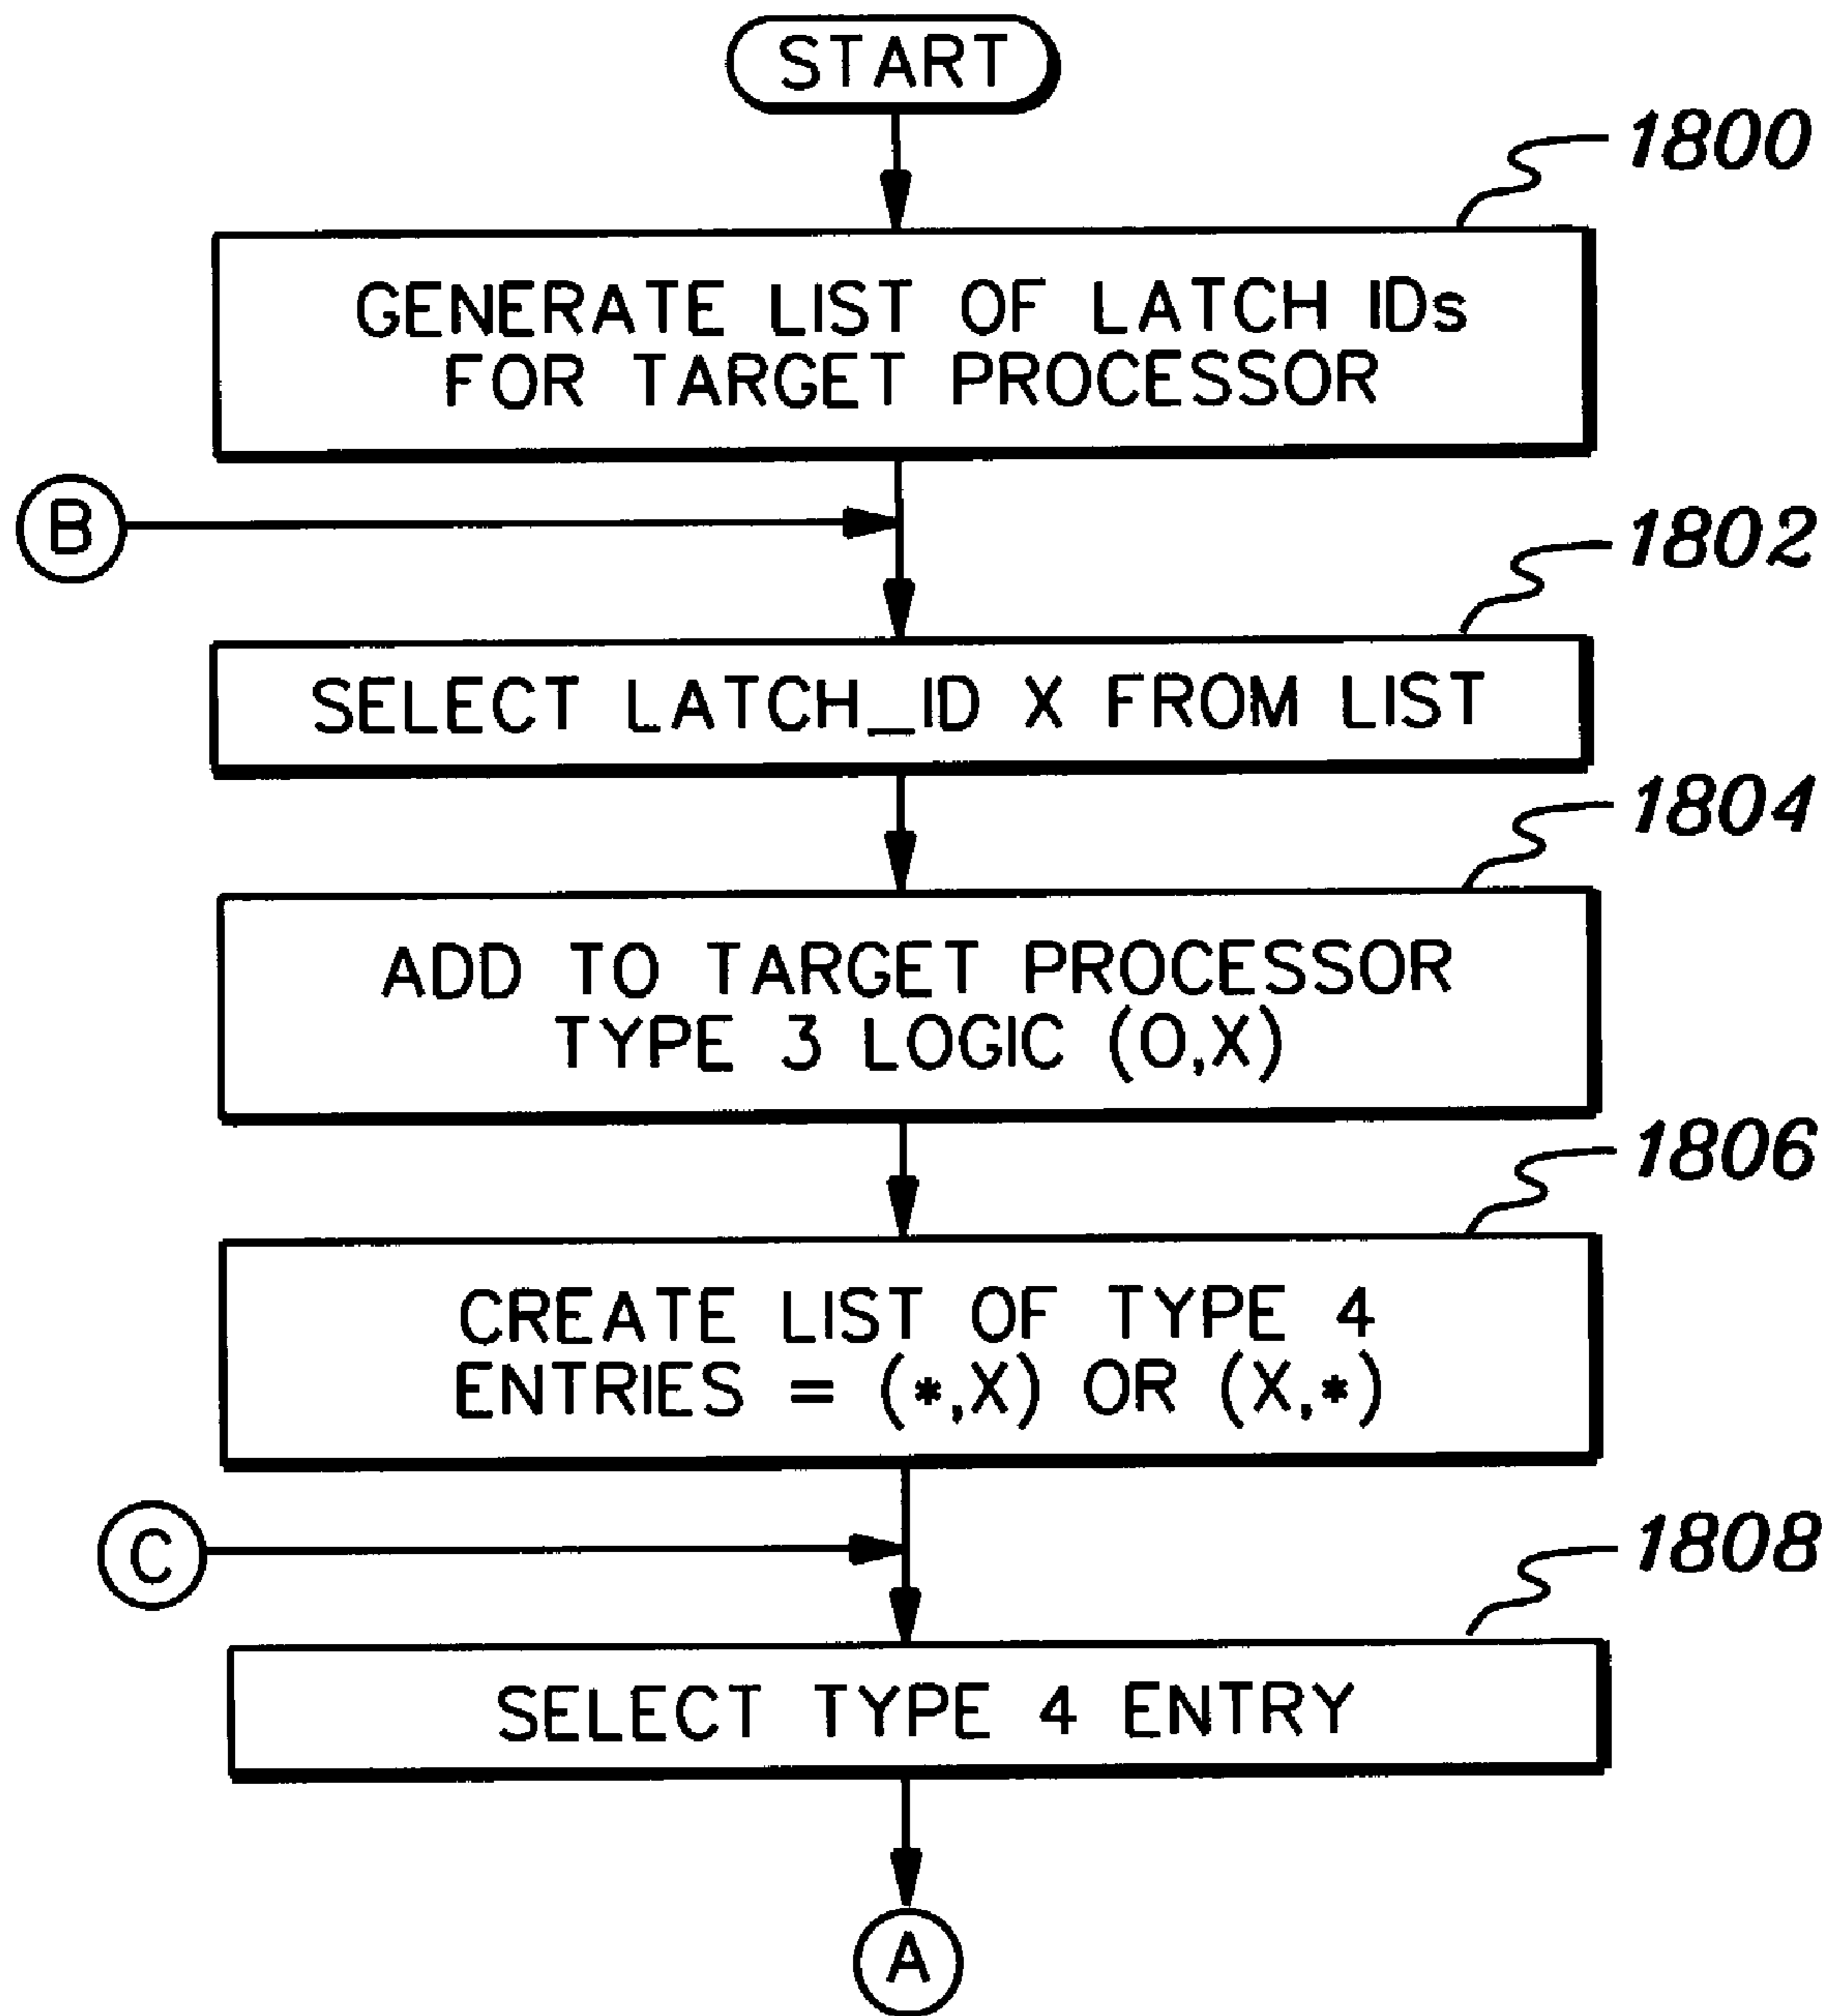 START
1800
GENERATE LIST OF LATCH IDs
FOR TARGET PROCESSOR
B
1802
SELECT LATCH_ID X FROM LIST
1804
ADD TO TARGET PROCESSOR
TYPE 3 LOGIC (O,X)
1806
CREATE LIST OF TYPE 4
ENTRIES = (*,X) OR (X,*)
C
1808
SELECT TYPE 4 ENTRY
A